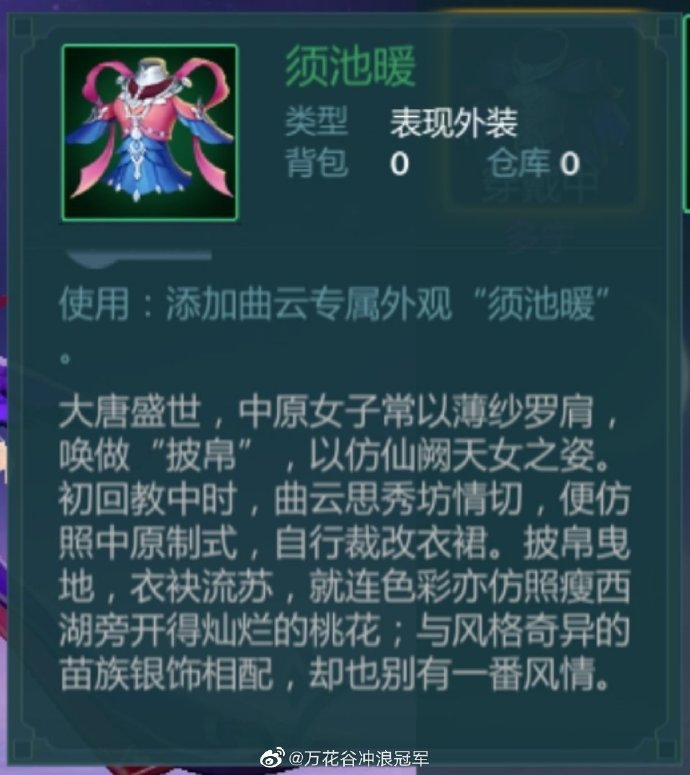 须池暖
类型 表现外装
背包 0 仓库 0
穿戴中
使用：添加曲云专属外观“须池暖”
。
大唐盛世，中原女子常以薄纱罗肩，
唤做“披帛”，以仿仙阙天女之姿。
初回教中时，曲云思秀坊情切，便仿
照中原制式，自行裁改衣裙。披帛曳
地，衣袂流苏，就连色彩亦仿照瘦西
湖旁开得灿烂的桃花；与风格奇异的
苗族银饰相配，却也别有一番风情。
@万花谷冲浪冠军